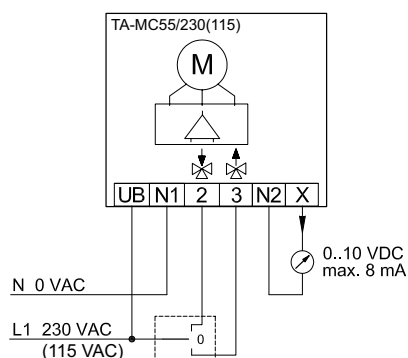 TA-MC55/230(115)
M
UB N1 2 3 N2 X
0..10 VDC
max. 8 mA
N 0 VAC
L1 230 VAC
(115 VAC)
0